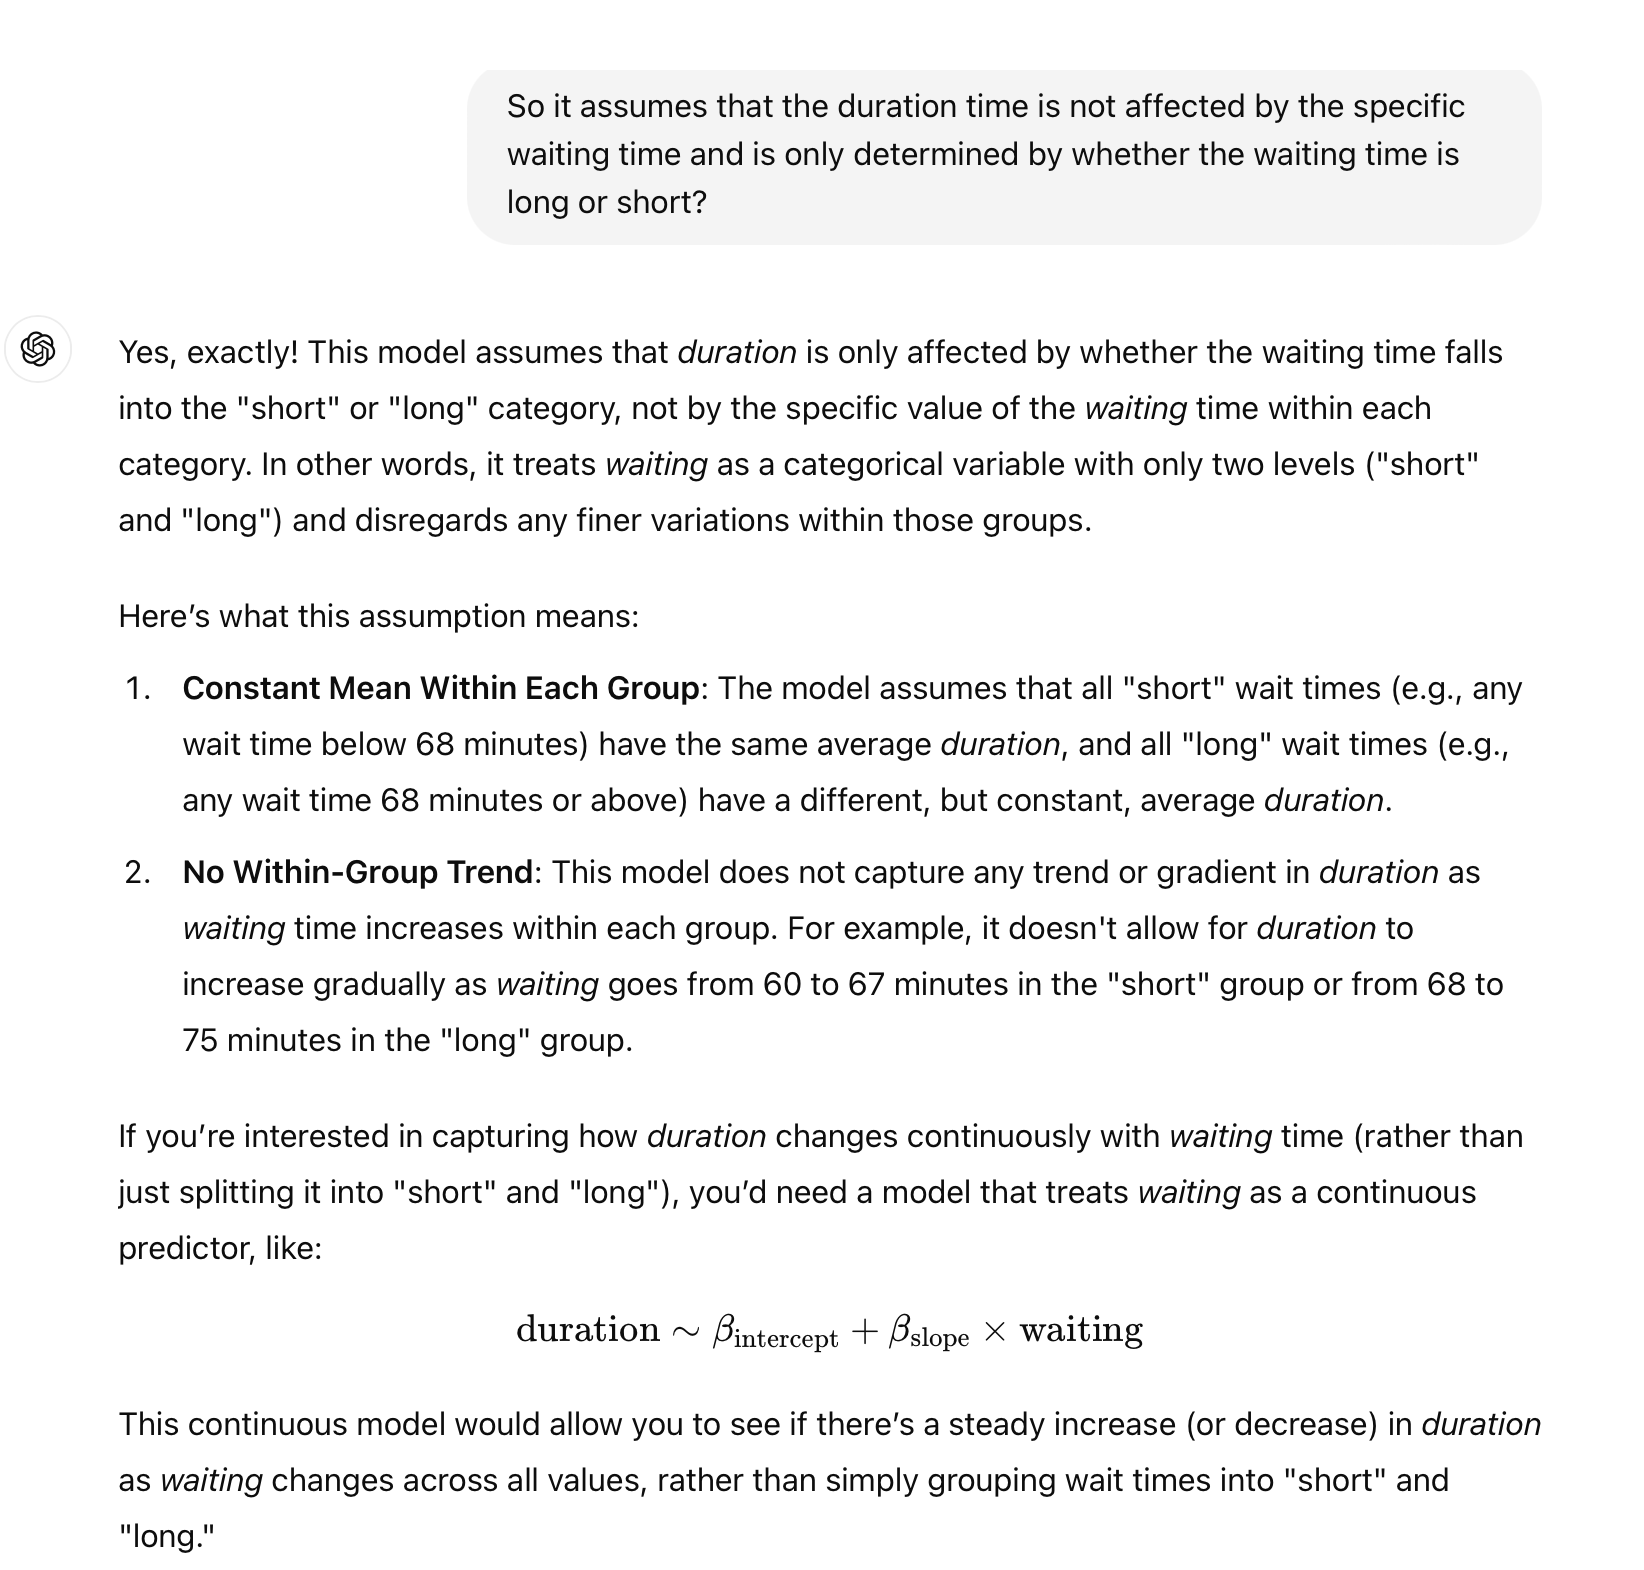 So it assumes that the duration time is not affected by the specific
waiting time and is only determined by whether the waiting time is
long or short?
Yes, exactly! This model assumes that duration is only affected by whether the waiting time falls
into the "short" or "long" category, not by the specific value of the waiting time within each
category. In other words, it treats waiting as a categorical variable with only two levels ("short"
and "long") and disregards any finer variations within those groups.
Here’s what this assumption means:
1. Constant Mean Within Each Group: The model assumes that all "short" wait times (e.g., any
wait time below 68 minutes) have the same average duration, and all "long" wait times (e.g.,
any wait time 68 minutes or above) have a different, but constant, average duration.
2. No Within-Group Trend: This model does not capture any trend or gradient in duration as
waiting time increases within each group. For example, it doesn't allow for duration to
increase gradually as waiting goes from 60 to 67 minutes in the "short" group or from 68 to
75 minutes in the "long" group.
If you’re interested in capturing how duration changes continuously with waiting time (rather than
just splitting it into "short" and "long"), you’d need a model that treats waiting as a continuous
predictor, like:
duration ∼ β_intercept + β_slope × waiting
This continuous model would allow you to see if there’s a steady increase (or decrease) in duration
as waiting changes across all values, rather than simply grouping wait times into "short" and
"long."